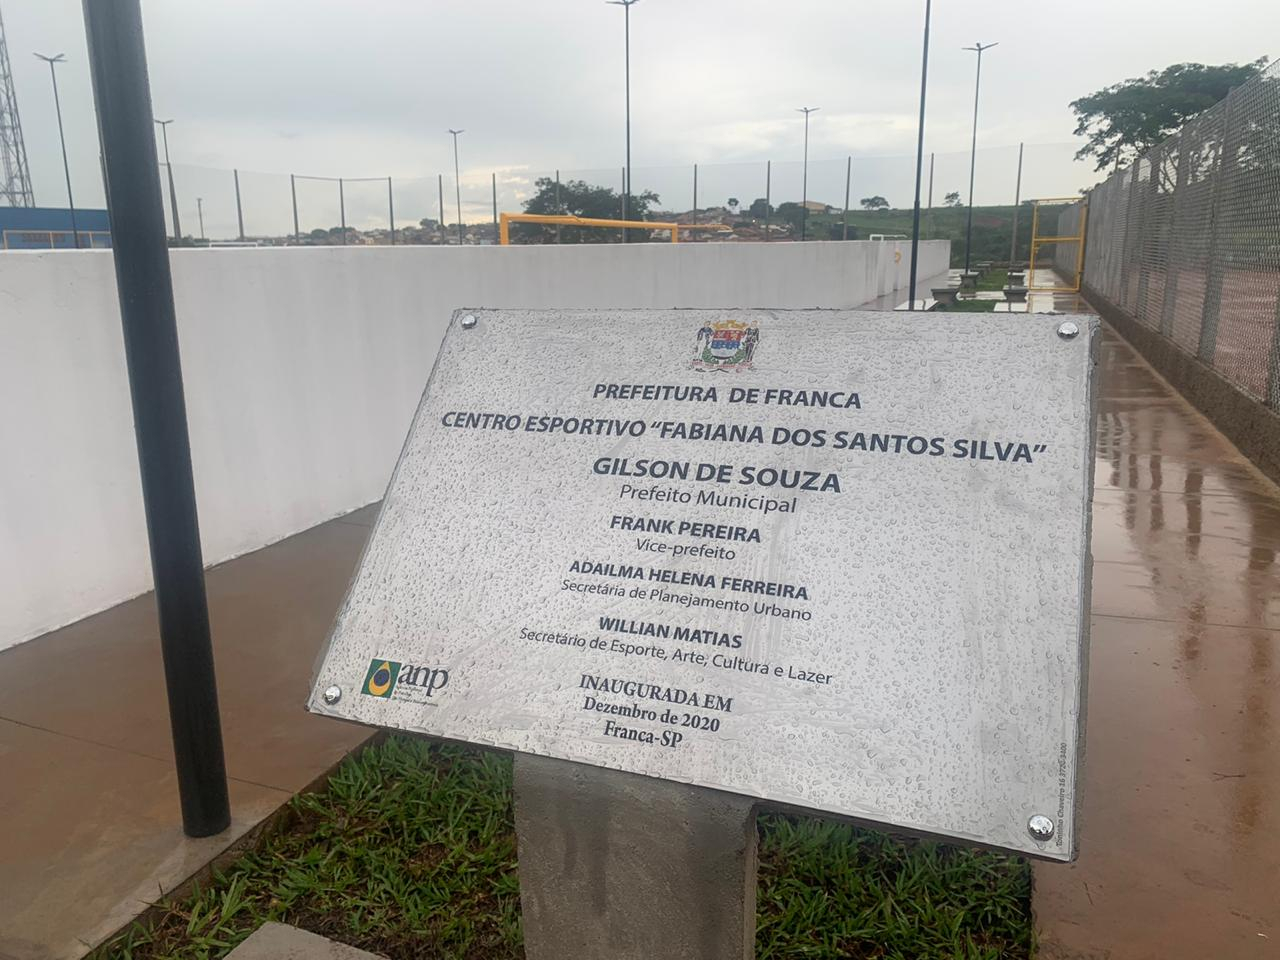 PREFEITURA DE FRANCA
CENTRO ESPORTIVO “FABIANA DOS SANTOS SILVA”
GILSON DE SOUZA
Prefeito Municipal
FRANK PEREIRA
Vice-prefeito
ADAILMA HELENA FERREIRA
Secretária de Planejamento Urbano
WILLIAN MATIAS
Secretário de Esporte, Arte, Cultura e Lazer
anp
INAUGURADA EM
Dezembro de 2020
Franca-SP